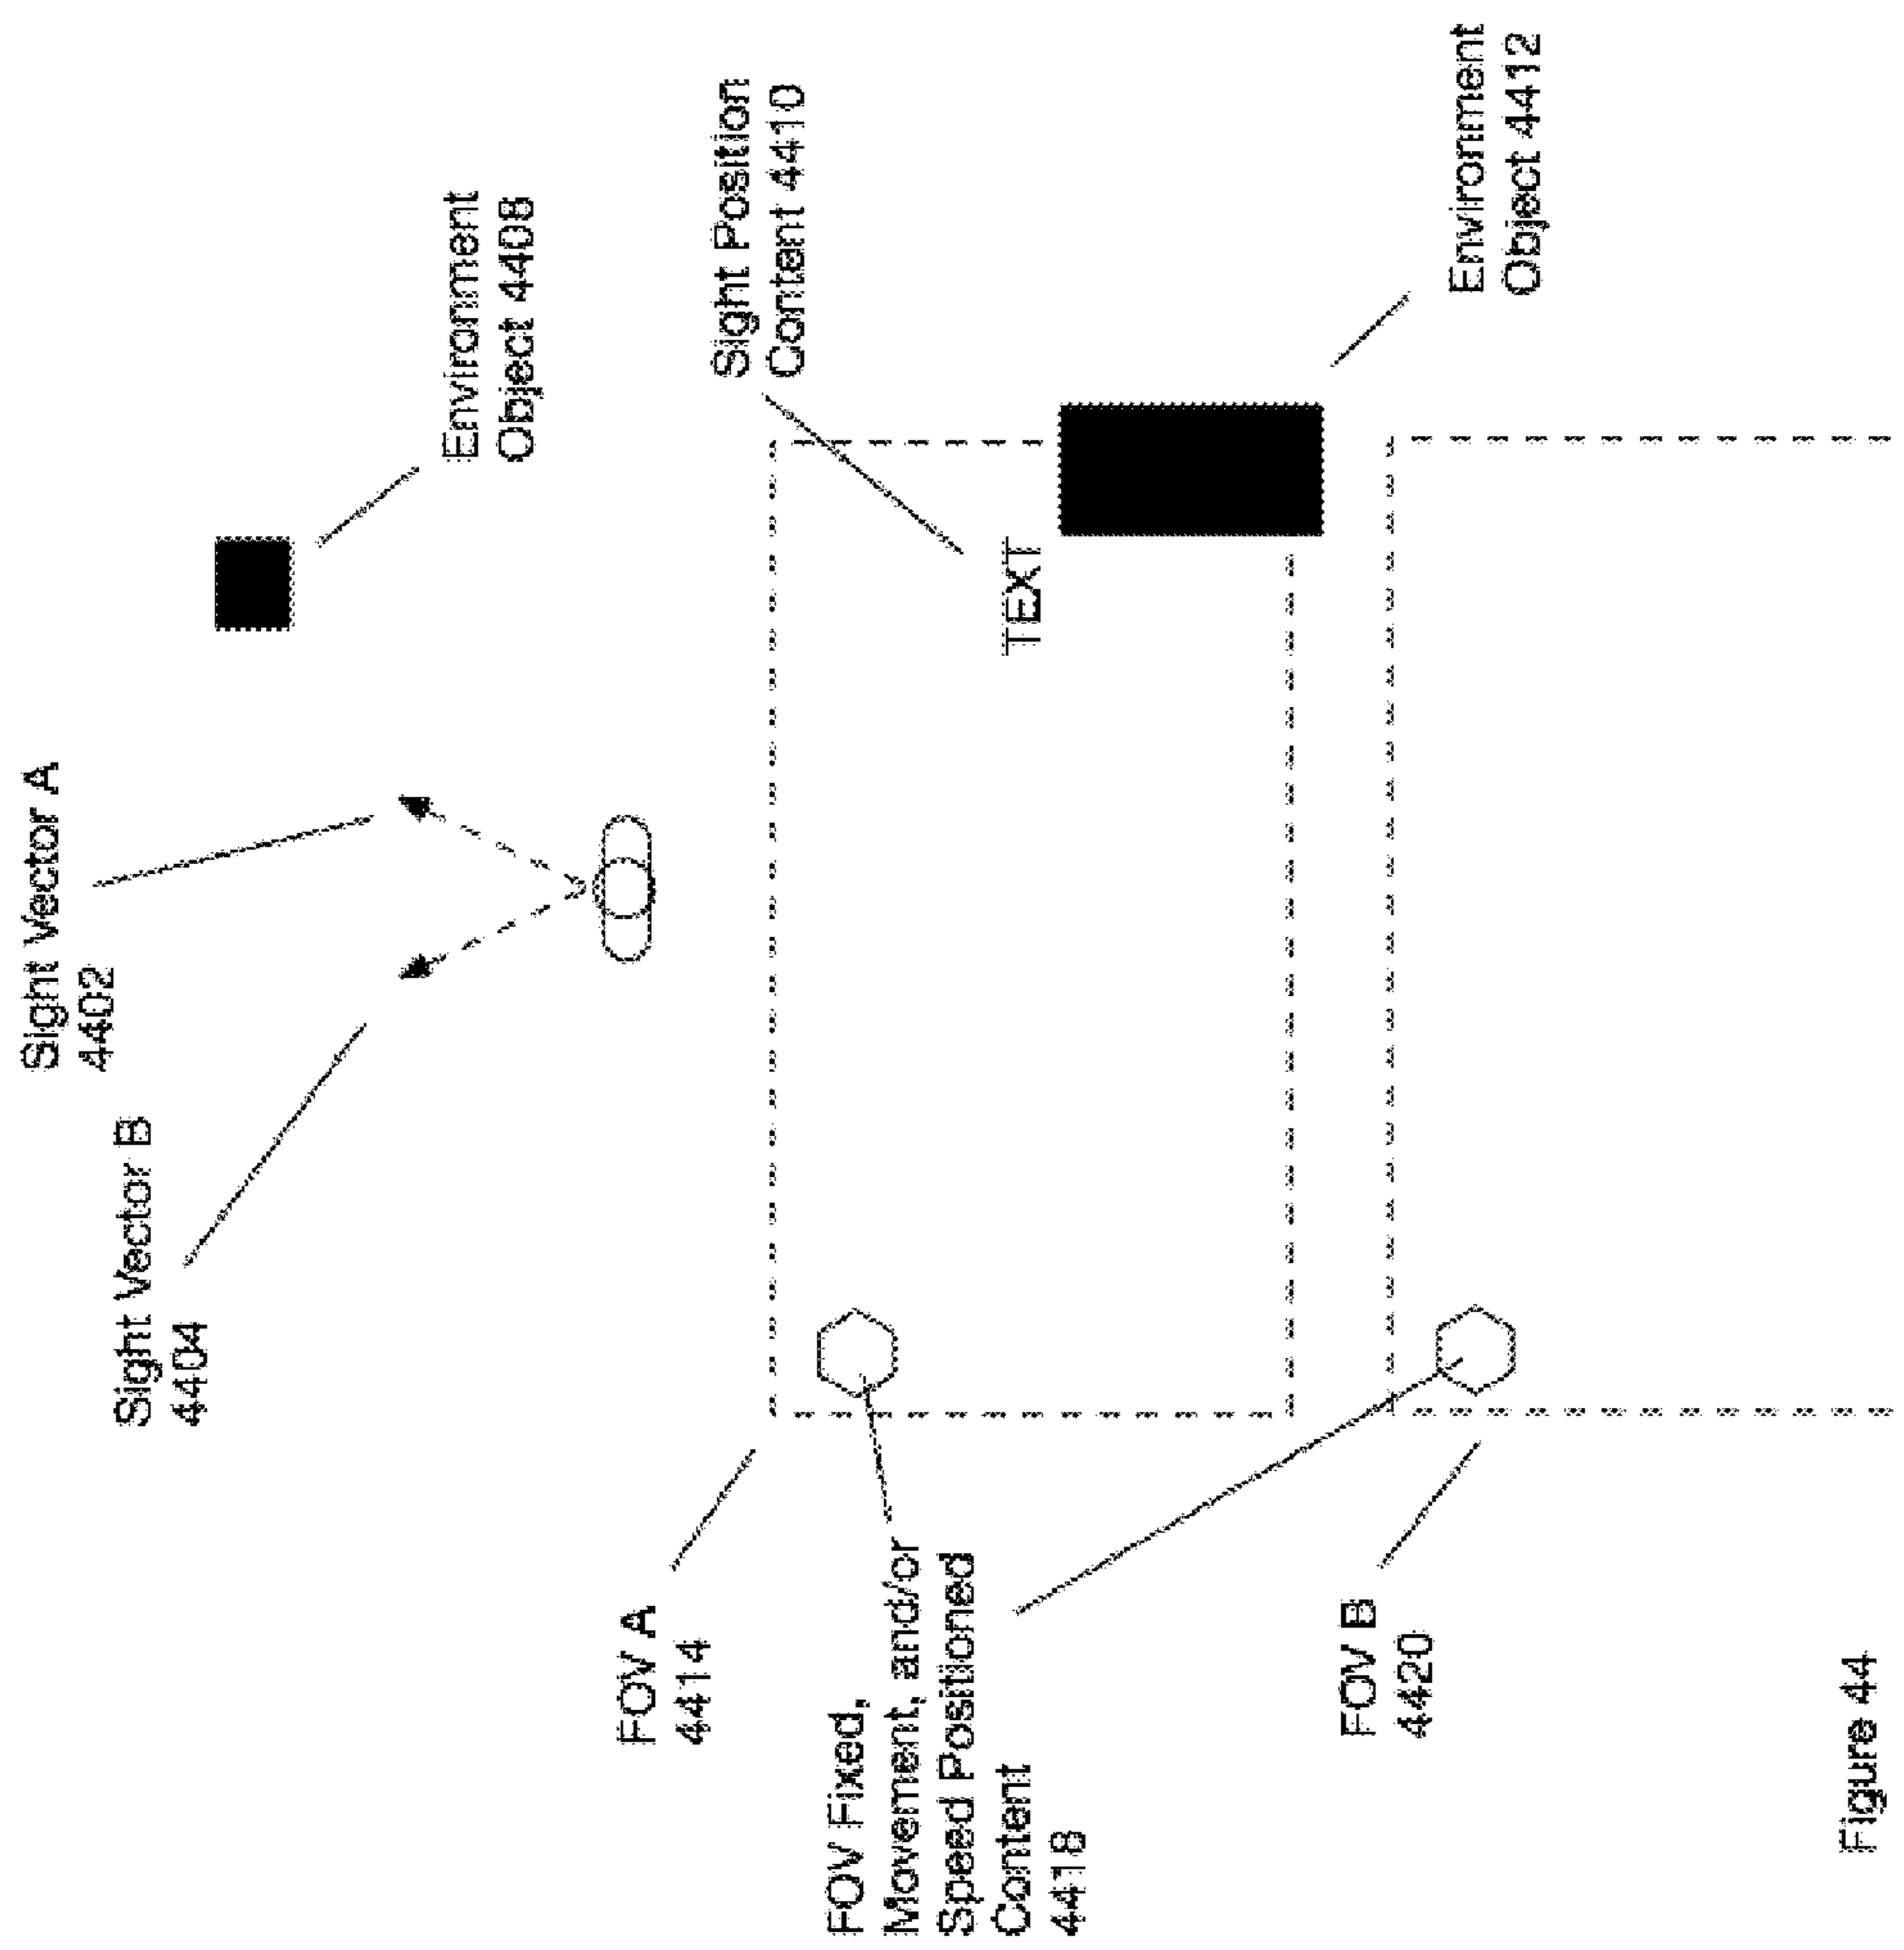 Sight Vector A
4402
Sight Vector B
4404
Environment
Object 4408
FOV A
4414
Sight Position
Content 4410
TEXT
FOV Fixed,
Movement, and/or
Speed Positioned
Content
4418
Environment
Object 4412
FOV B
4420
Figure 44